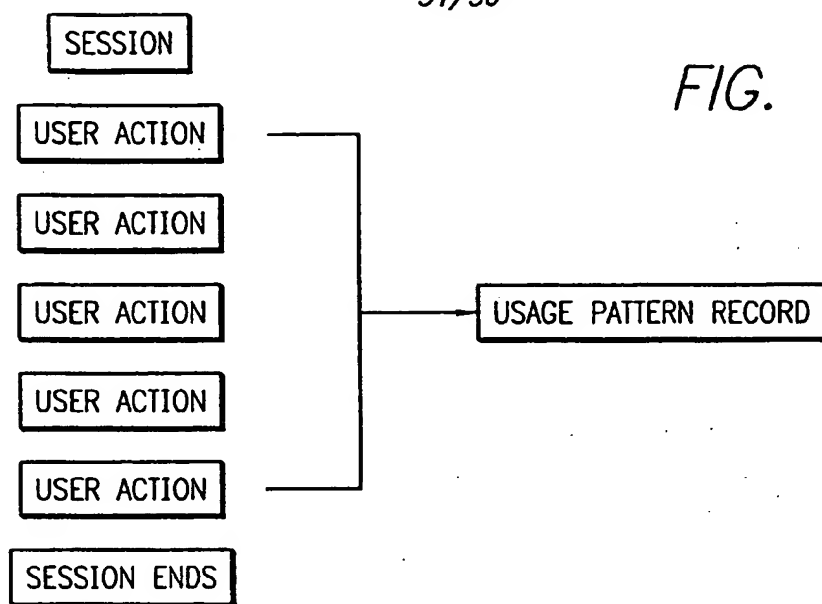 SESSION
FIG.
USER ACTION
USER ACTION
USER ACTION
USAGE PATTERN RECORD
USER ACTION
USER ACTION
SESSION ENDS